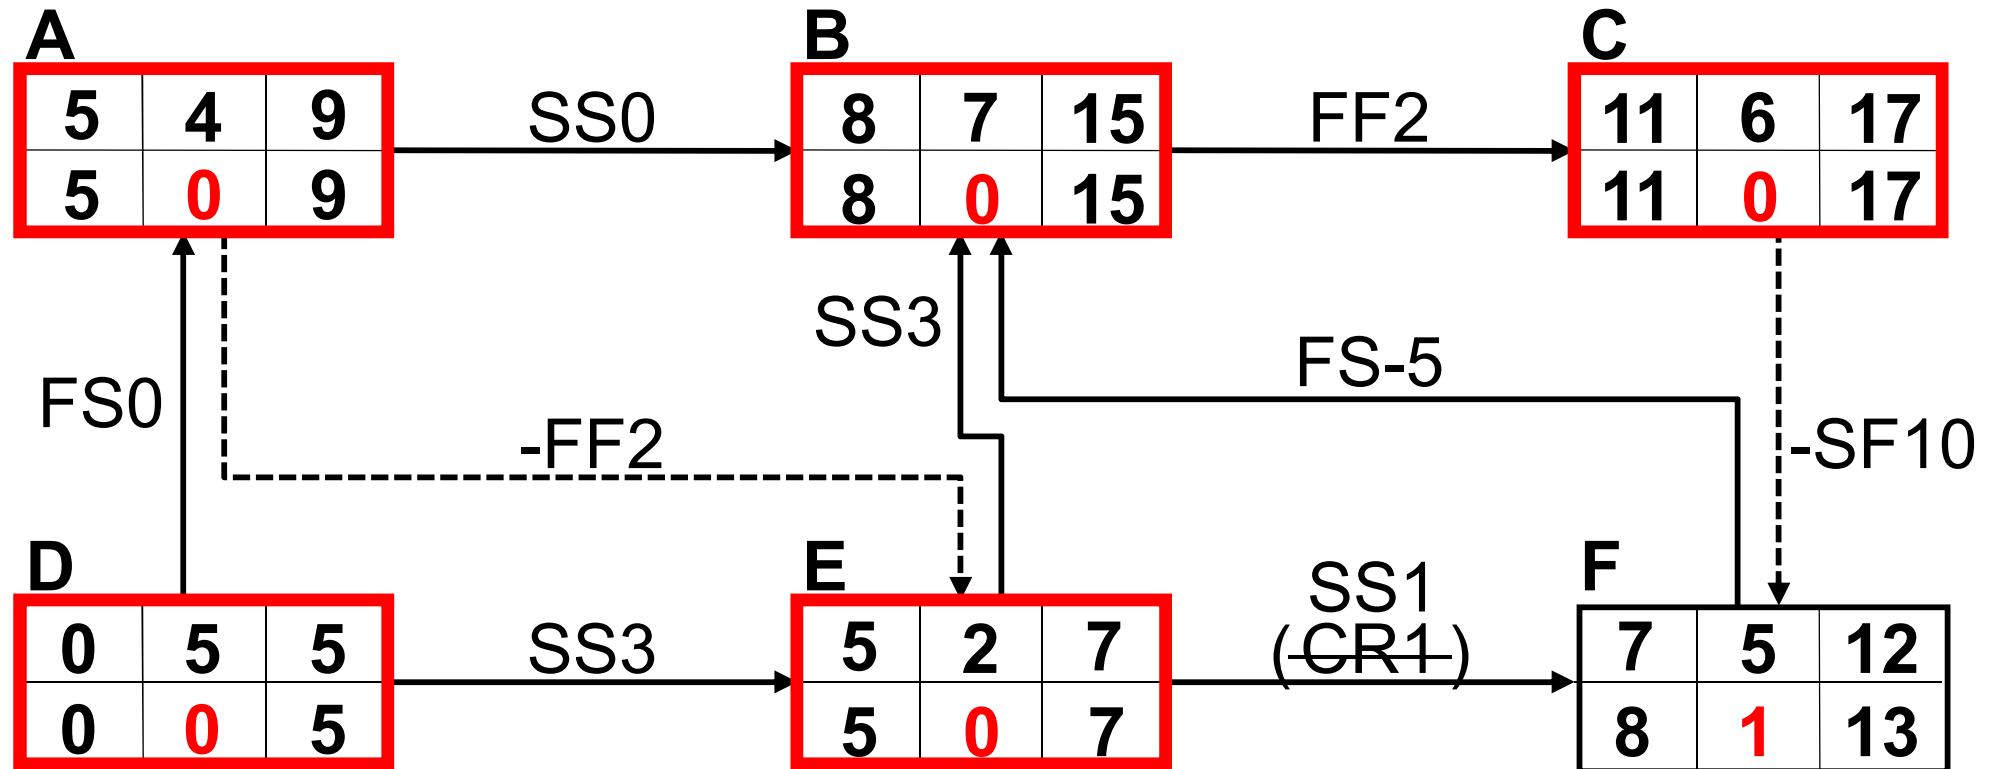 A
B
C
5 4 9
SS0
8 7 15
FF2
11 6 17
5 0 9
8 0 15
11 0 17
SS3
FS-5
FS0
-FF2
-SF10
D
E
F
0 5 5
SS3
5 2 7
SS1
(CR1)
7 5 12
0 0 5
5 0 7
8 1 13